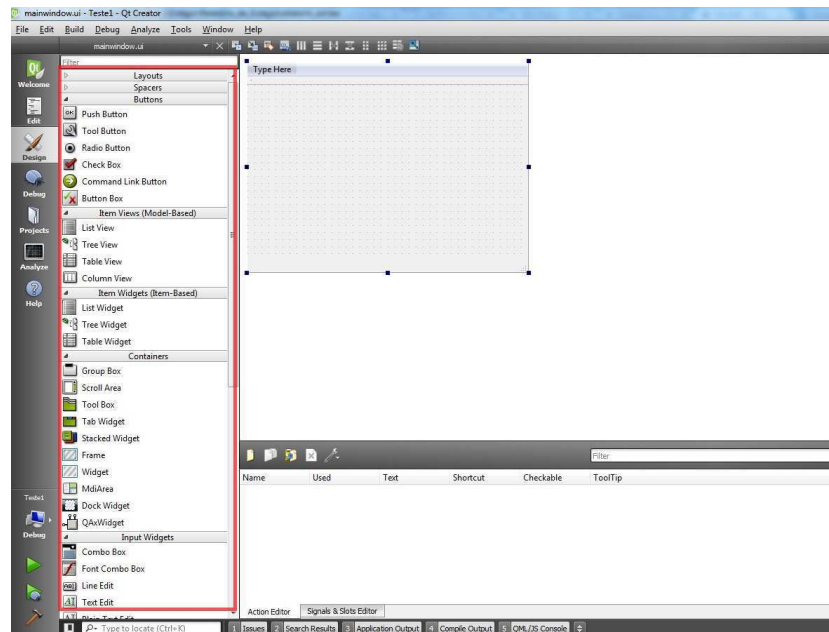 mainwindow.ui - Teste1 - Qt Creator
File Edit Build Debug Analyze Tools Window Help
mainwindow.ui
Filter
Welcome
Edit
Design
Debug
Projects
Analyze
Help
Teste1
Debug
Layouts
Spacers
Buttons
Push Button
Tool Button
Radio Button
Check Box
Command Link Button
Button Box
Item Views (Model-Based)
List View
Tree View
Table View
Column View
Item Widgets (Item-Based)
List Widget
Tree Widget
Table Widget
Containers
Group Box
Scroll Area
Tool Box
Tab Widget
Stacked Widget
Frame
Widget
MdiArea
Dock Widget
QAxWidget
Input Widgets
Combo Box
Font Combo Box
Line Edit
Text Edit
Plain Text Edit
Type Here
Filter
Name Used Text Shortcut Checkable ToolTip
Action Editor Signals & Slots Editor
Type to locate (Ctrl+K) 1 Issues 2 Search Results 3 Application Output 4 Compile Output 5 QML/JS Console